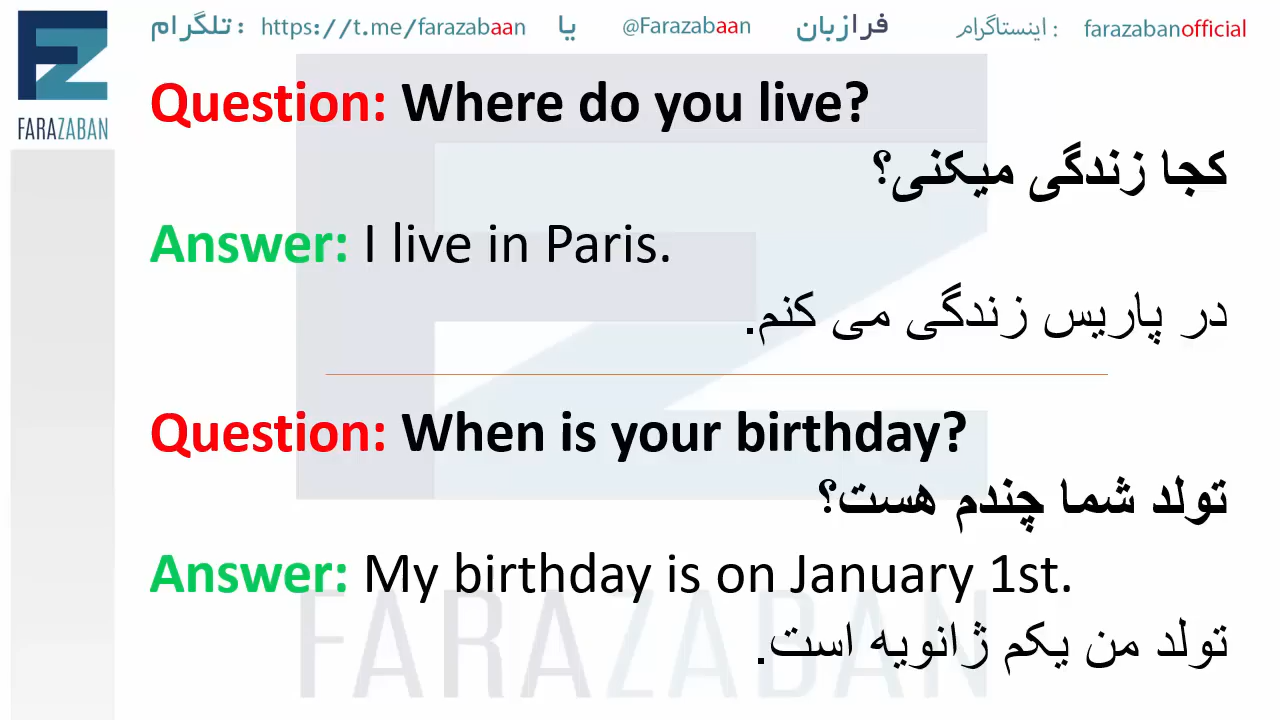 تلگرام : https://t.me/farazabaan یا @Farazabaan فرازبان اینستاگرام : farazabanofficial
FARAZABAN
Question: Where do you live?
کجا زندگی میکنی؟
Answer: I live in Paris.
در پاریس زندگی می کنم.
Question: When is your birthday?
تولد شما چندم هست؟
Answer: My birthday is on January 1st.
تولد من یکم ژانویه است.
FARAZABAN